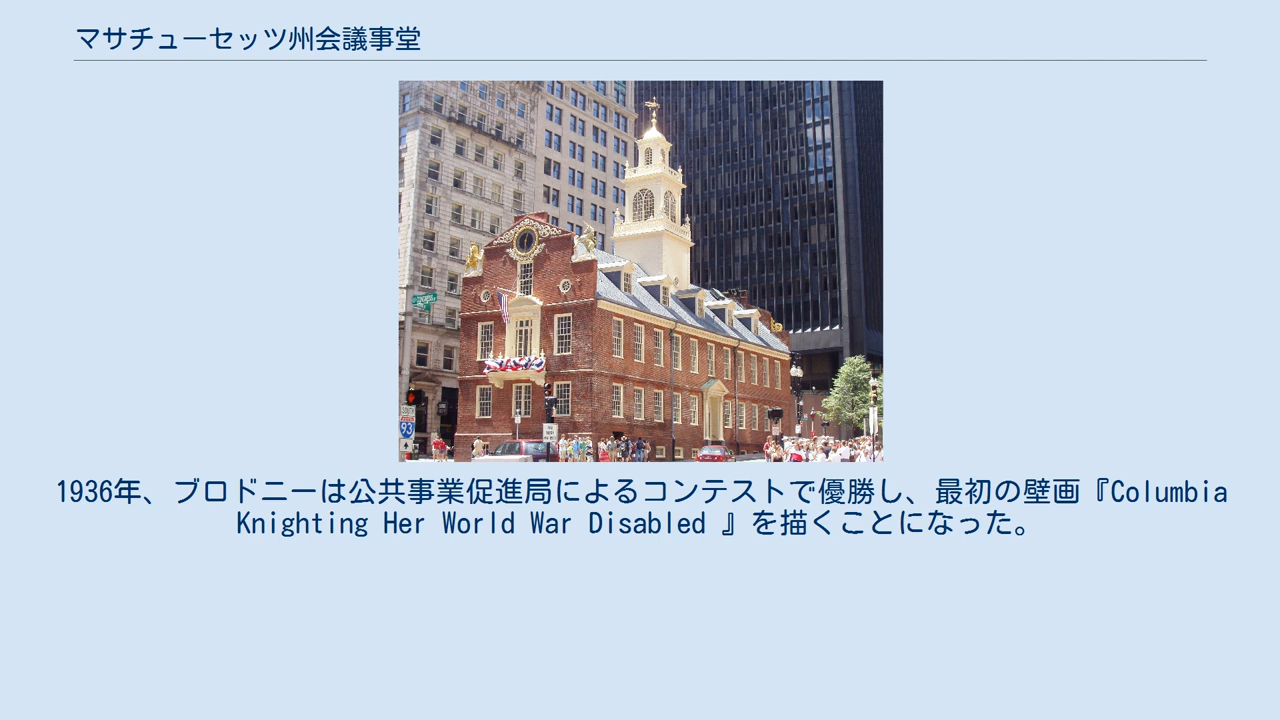 マサチューセッツ州会議事堂
SOUTH
93
1936年、ブロドニーは公共事業促進局によるコンテストで優勝し、最初の壁画『Columbia
Knighting Her World War Disabled 』を描くことになった。